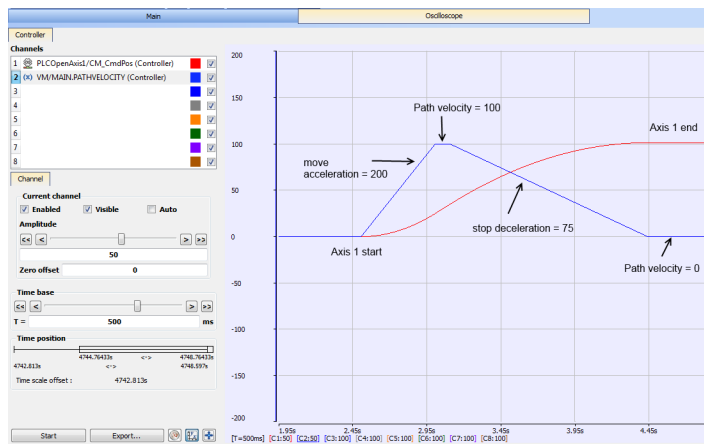 Main
Oscilloscope
Controller
Channels
1 PLCOpenAxis1/CM_CmdPos (Controller)
2 (x) VM/MAIN.PATHVELOCITY (Controller)
3
4
5
6
7
8
Channel
Current channel
Enabled Visible Auto
Amplitude
<< < > >>
50
Zero offset 0
Time base
<< < > >>
T = 500 ms
Time position
4744.76433s <-> 4748.76433s
4742.813s <-> 4748.597s
Time scale offset : 4742.813s
Start Export...
200
150
100
50
0
-50
-100
-150
-200
Path velocity = 100
Axis 1 end
move
acceleration = 200
stop deceleration = 75
Axis 1 start
Path velocity = 0
1.95s 2.45s 2.95s 3.45s 3.95s 4.45s
[T=500ms] [C1:50] [C2:50] [C3:100] [C4:100] [C5:100] [C6:100] [C7:100] [C8:100]